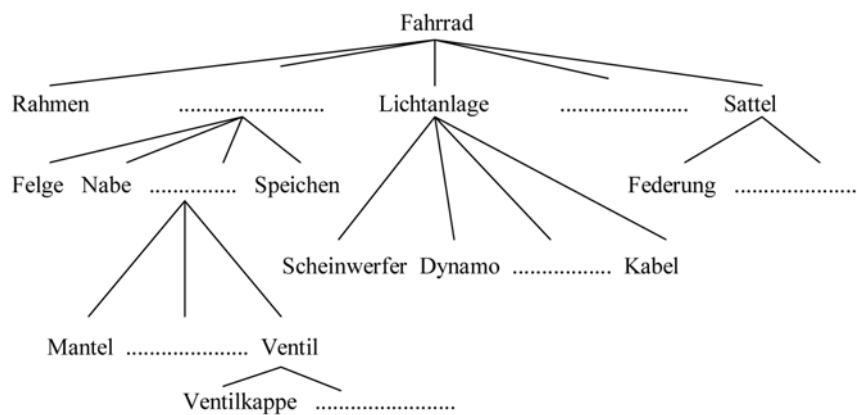 Fahrrad
Rahmen ......................... Lichtanlage ...................... Sattel
Felge Nabe ............... Speichen Federung .....................
Scheinwerfer Dynamo ................. Kabel
Mantel ..................... Ventil
Ventilkappe ........................